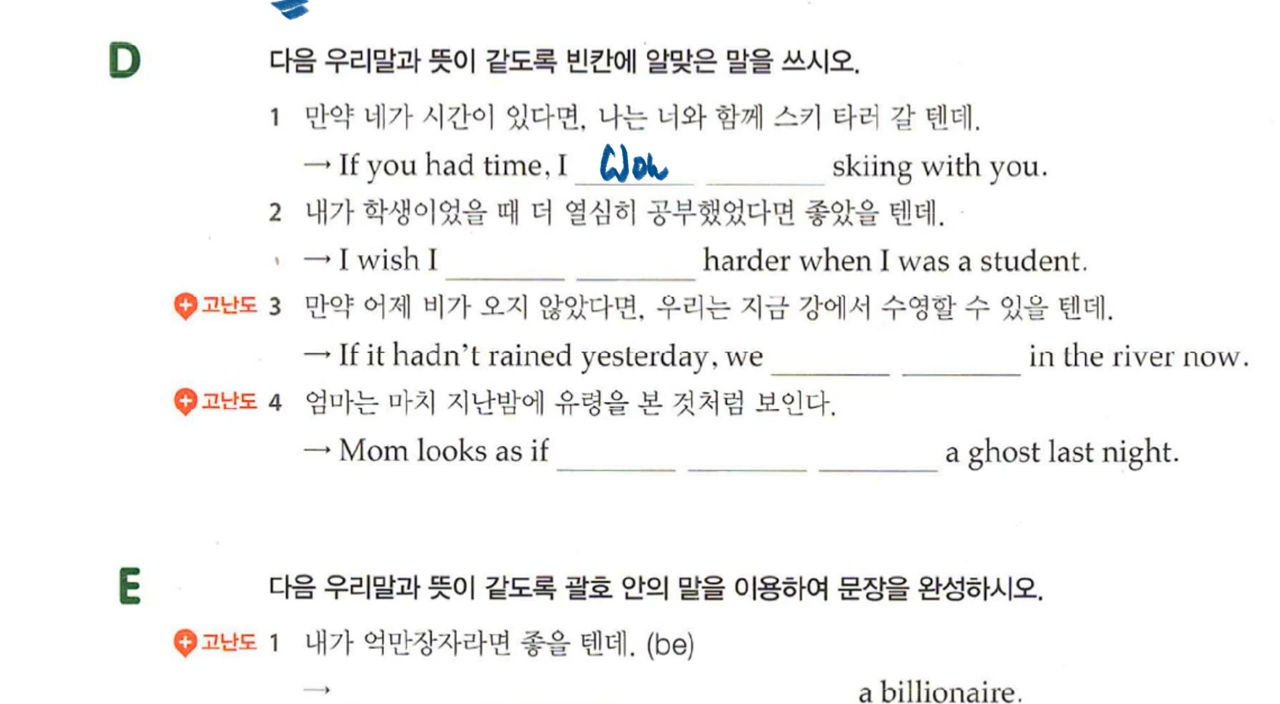 D 다음 우리말과 뜻이 같도록 빈칸에 알맞은 말을 쓰시오.
1 만약 네가 시간이 있다면, 나는 너와 함께 스키 타러 갈 텐데.
→ If you had time, I ______ ______ skiing with you.
2 내가 학생이었을 때 더 열심히 공부했었다면 좋았을 텐데.
→ I wish I ______ ______ harder when I was a student.
고난도 3 만약 어제 비가 오지 않았다면, 우리는 지금 강에서 수영할 수 있을 텐데.
→ If it hadn't rained yesterday, we ______ ______ in the river now.
고난도 4 엄마는 마치 지난밤에 유령을 본 것처럼 보인다.
→ Mom looks as if ______ ______ ______ a ghost last night.
E 다음 우리말과 뜻이 같도록 괄호 안의 말을 이용하여 문장을 완성하시오.
고난도 1 내가 억만장자라면 좋을 텐데. (be)
→ a billionaire.